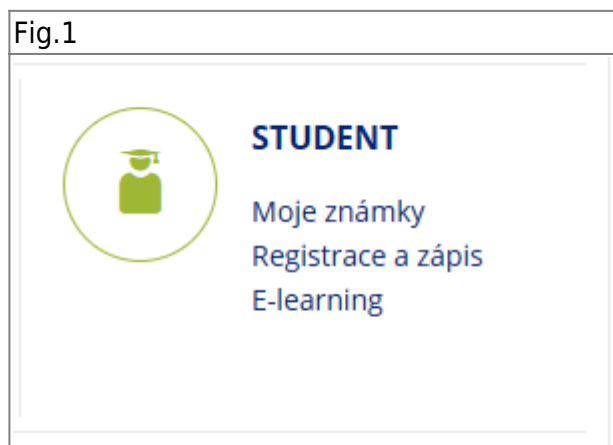 Fig.1
STUDENT
Moje známky
Registrace a zápis
E-learning